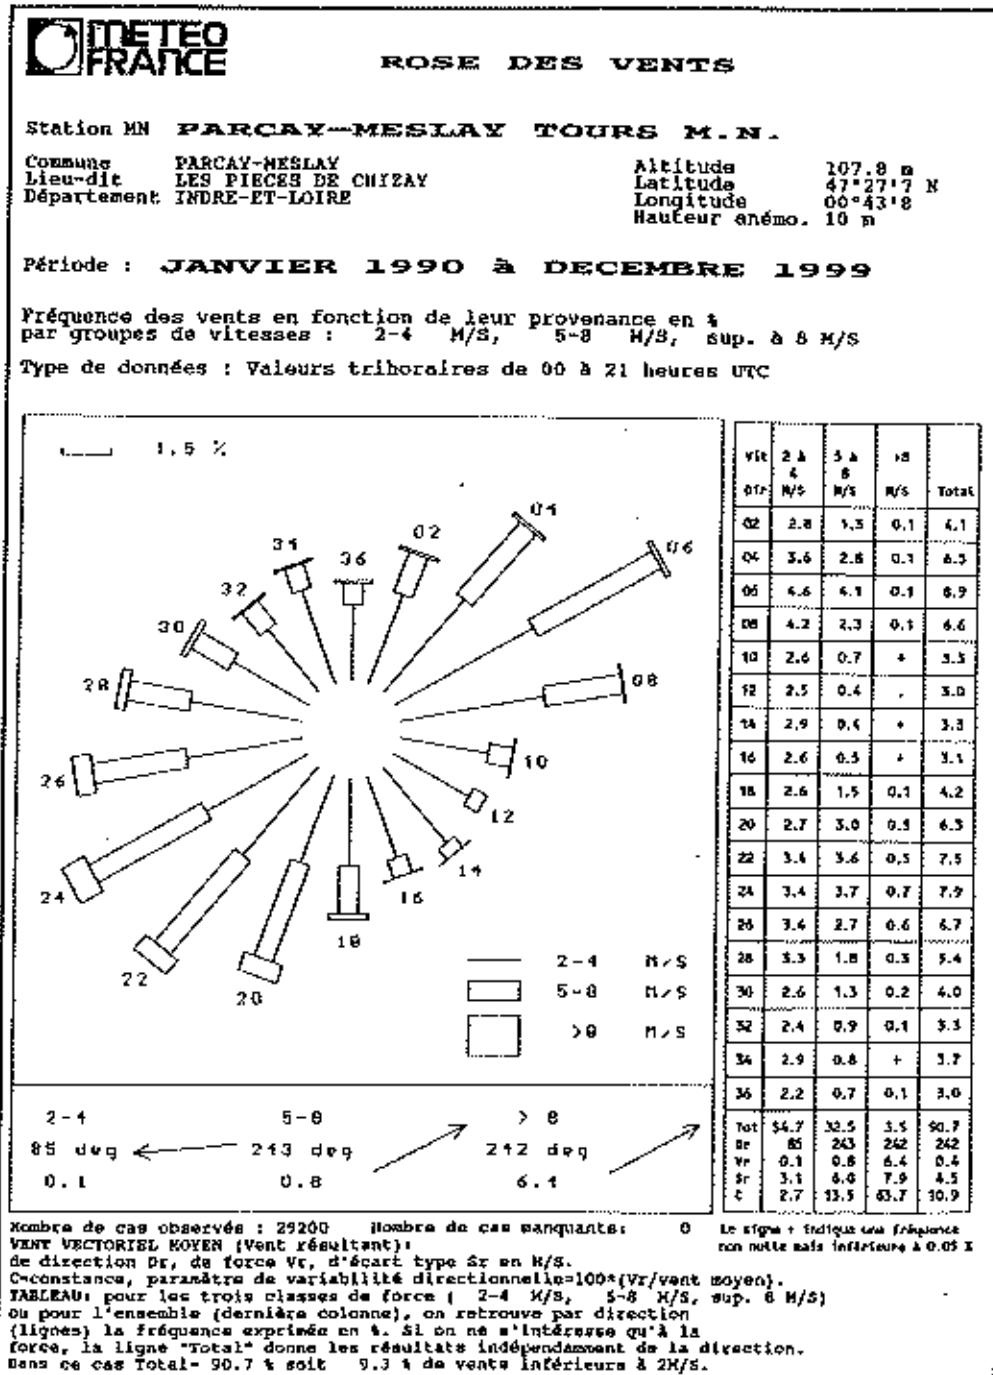 METEO FRANCE
ROSE DES VENTS
Station MN PARCAY-MESLAY TOURS M.N.
Commune PARCAY-MESLAY
Lieu-dit LES PIECES DE CHIZAY
Département INDRE-ET-LOIRE
Altitude 107.8 m
Latitude 47°27'7 N
Longitude 00°43'8
Hauteur anémo. 10 m
Période : JANVIER 1990 à DECEMBRE 1999
Fréquence des vents en fonction de leur provenance en %
par groupes de vitesses : 2-4 M/S, 5-8 M/S, sup. à 8 M/S
Type de données : Valeurs trihoraires de 00 à 21 heures UTC
1.5 %
02
04
06
08
10
12
14
16
18
20
22
24
26
28
30
32
34
36
2-4 M/S
5-8 M/S
>8 M/S
2-4 5-8 > 8
85 deg 243 deg 242 deg
0.1 0.8 6.4
Vit 2 à 4 5 à 8 >8
Dir M/S M/S M/S Total
02 2.8 1.3 0.1 4.1
04 3.6 2.6 0.1 6.3
06 4.6 4.1 0.1 8.9
08 4.2 2.3 0.1 6.6
10 2.6 0.7 + 3.3
12 2.5 0.4 3.0
14 2.9 0.4 + 3.3
16 2.6 0.5 + 3.1
18 2.6 1.5 0.1 4.2
20 2.7 3.0 0.5 6.3
22 3.4 3.6 0.5 7.5
24 3.4 3.7 0.7 7.9
26 3.4 2.7 0.6 6.7
28 3.3 1.8 0.3 5.4
30 2.6 1.3 0.2 4.0
32 2.4 0.9 0.1 3.3
34 2.9 0.8 + 3.7
36 2.2 0.7 0.1 3.0
Tot 54.7 32.5 3.5 90.7
Dr 85 243 242 242
Vr 0.1 0.8 6.4 0.4
Sr 3.1 6.0 7.9 4.5
C 2.7 13.5 63.7 10.9
Nombre de cas observés : 29200 Nombre de cas manquants: 0
Le signe + indique une fréquence
non nulle mais inférieure à 0.05 %
VENT VECTORIEL MOYEN (Vent résultant):
de direction Dr, de force Vr, d'écart type Sr en M/S.
C=constance, paramètre de variabilité directionnelle=100*(Vr/vent moyen).
TABLEAU: pour les trois classes de force ( 2-4 M/S, 5-8 M/S, sup. 8 M/S)
ou pour l'ensemble (dernière colonne), on retrouve par direction
(lignes) la fréquence exprimée en %. Si on ne s'intéresse qu'à la
force, la ligne "Total" donne les résultats indépendamment de la direction.
Dans ce cas Total= 90.7 % soit 9.3 % de vents inférieurs à 2M/S.